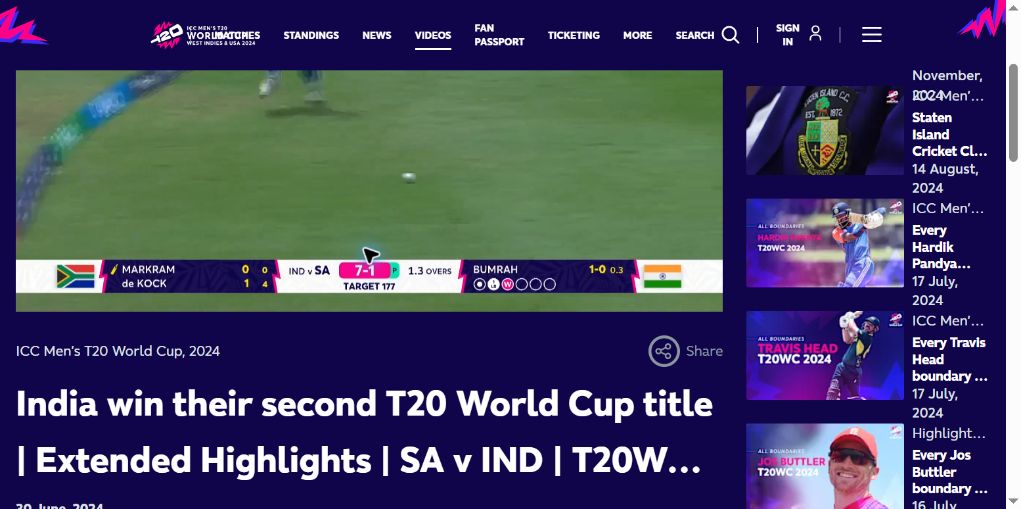 ICC MEN'S T20
WORLD CUP
WEST INDIES & USA 2024
MATCHES
STANDINGS
NEWS
VIDEOS
FAN
PASSPORT
TICKETING
MORE
SEARCH
SIGN
IN
MARKRAM 0 0
de KOCK 1 4
IND v SA 7-1 P 1.3 OVERS
TARGET 177
BUMRAH 1-0 0.3
W
ICC Men's T20 World Cup, 2024
Share
India win their second T20 World Cup title
| Extended Highlights | SA v IND | T20W...
30 June, 2024
November,
2024
EST. 1872
ICC Men'...
Staten
Island
Cricket Cl...
14 August,
2024
ALL BOUNDARIES
HARDIK PANDYA
T20WC 2024
ICC Men'...
Every
Hardik
Pandya...
17 July,
2024
ALL BOUNDARIES
TRAVIS HEAD
T20WC 2024
ICC Men'...
Every Travis
Head
boundary ...
17 July,
2024
ALL BOUNDARIES
JOS BUTTLER
T20WC 2024
Highlight...
Every Jos
Buttler
boundary ...
16 July,